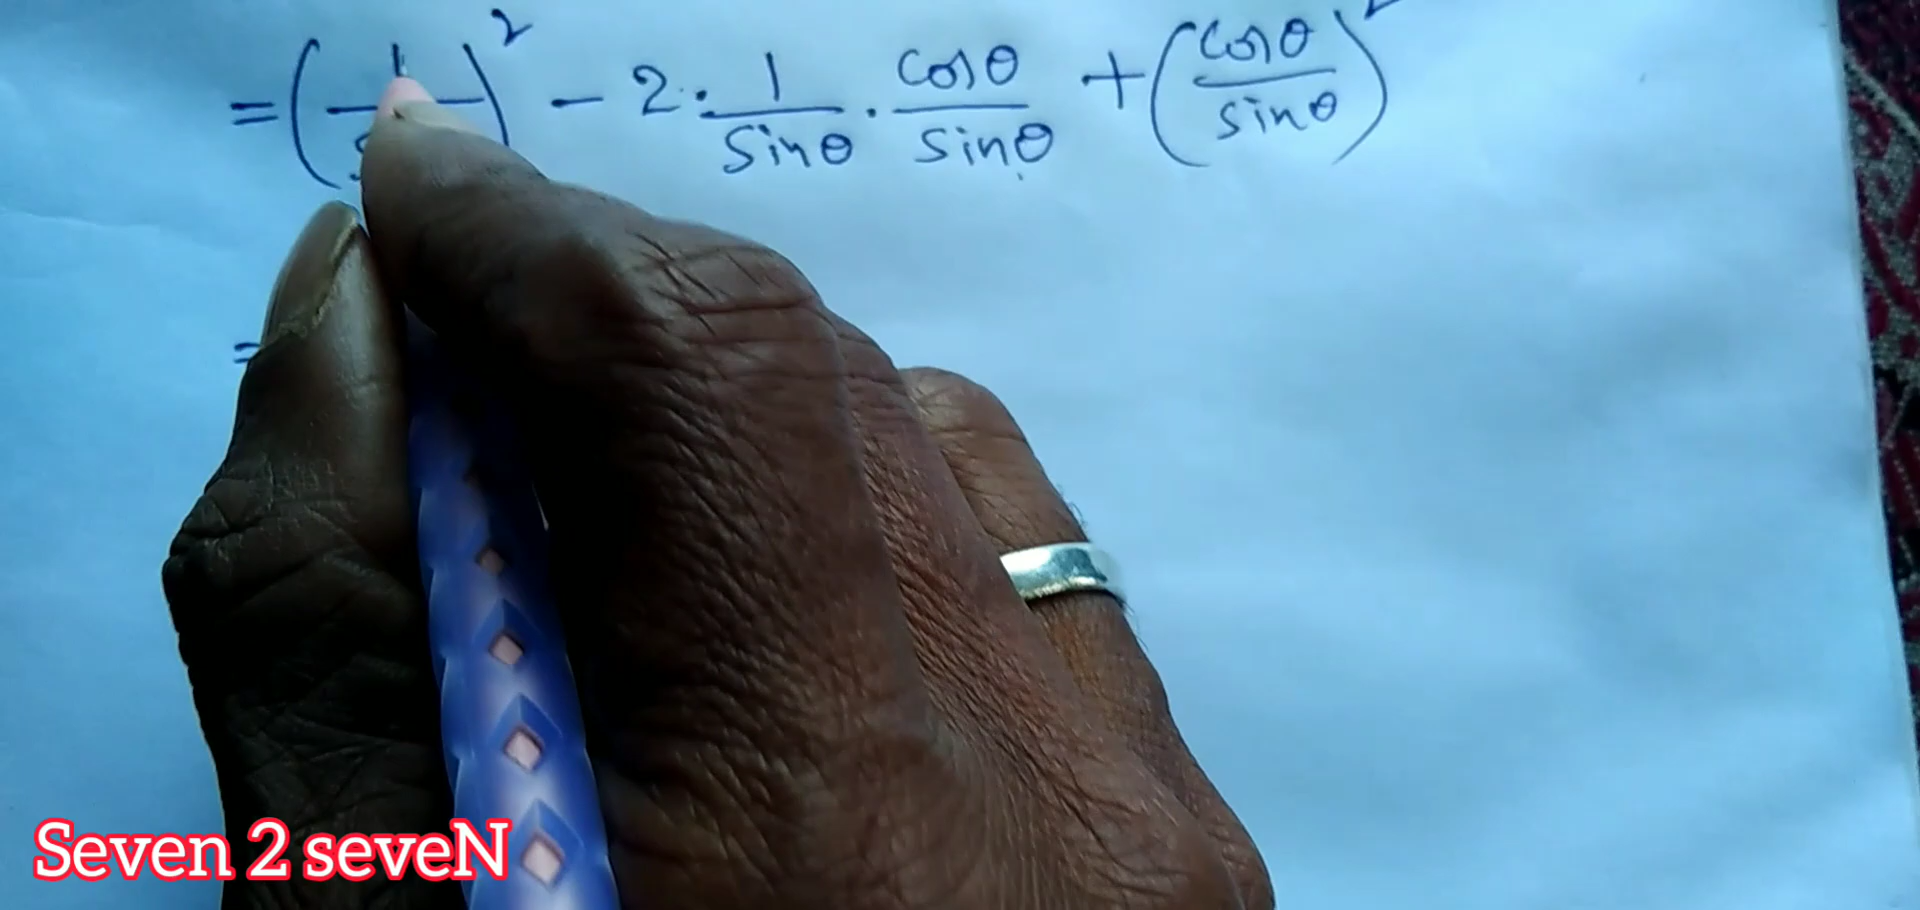 = ( 1 / s )² - 2 · 1/sinθ · cosθ/sinθ + (cosθ/sinθ)²
=
Seven 2 seveN